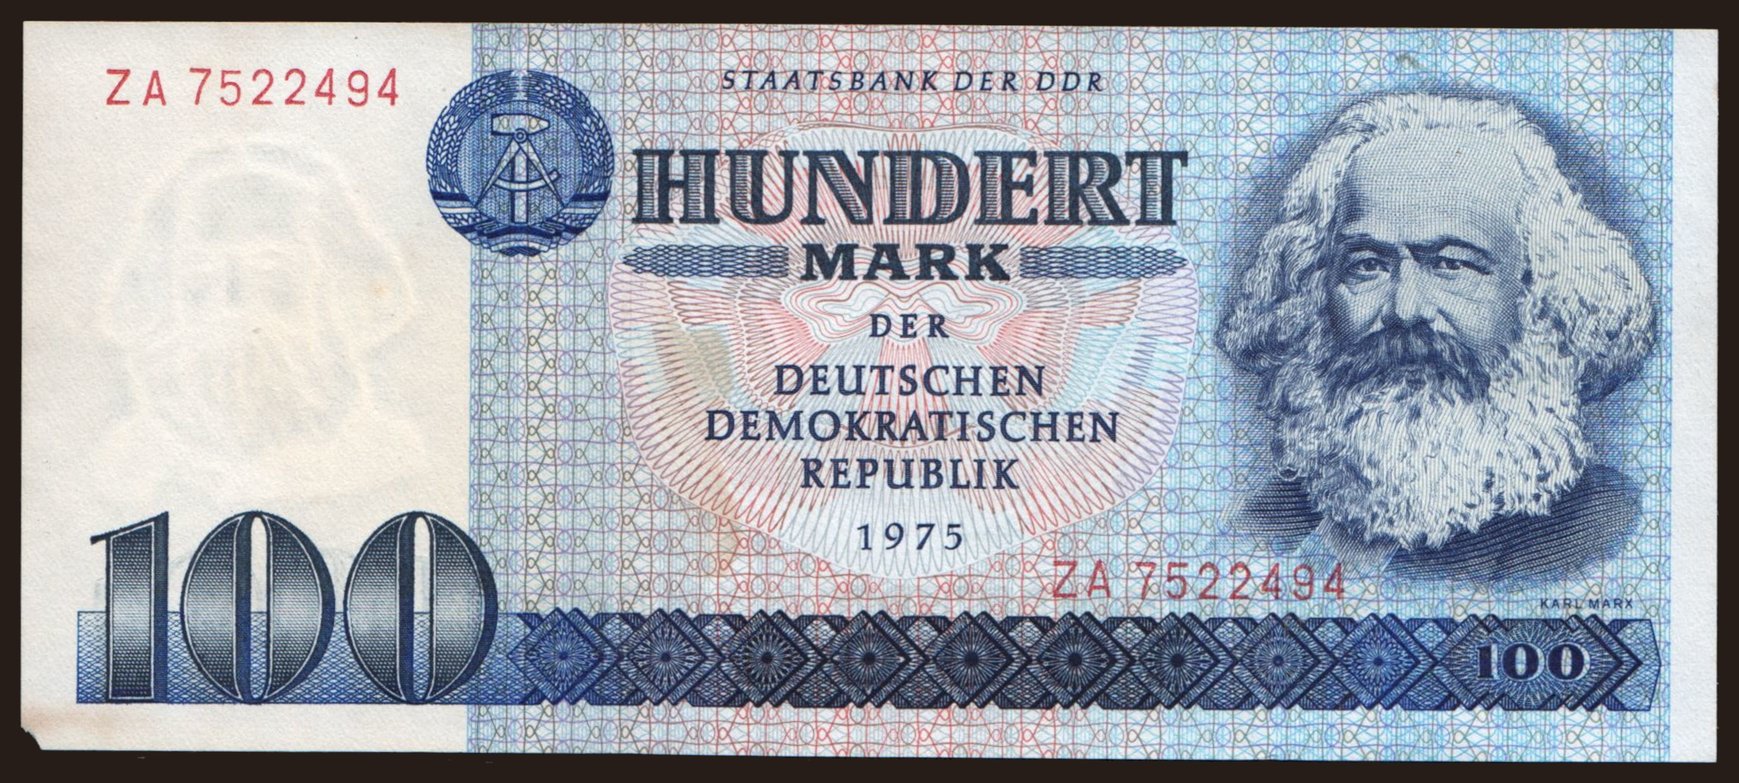 ZA 7522494
STAATSBANK DER DDR
HUNDERT
MARK
DER
DEUTSCHEN
DEMOKRATISCHEN
REPUBLIK
1975
ZA 7522494
KARL MARX
100
100